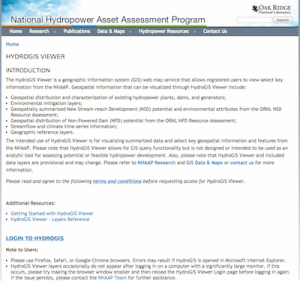 OAK RIDGE
National Laboratory
National Hydropower Asset Assessment Program
Search
Home Research Publications Data & Maps Hydropower Resources Contact Us
Home
HYDROGIS VIEWER
INTRODUCTION
The HydroGIS Viewer is a geographic information system (GIS) web map service that allows registered users to view select key
information from the NHAAP. Geospatial information that can be visualized through HydroGIS Viewer include:
• Geospatial distribution and characterization of existing hydropower plants, dams, and generators;
• Environmental mitigation layers;
• Geospatially summarized New Stream-reach Development (NSD) potential and environmental attributes from the ORNL NSD
Resource Assessment;
• Geospatial distribution of Non-Powered Dam (NPD) potential from the ORNL NPD Resource Assessment;
• Streamflow and climate time series information;
• Geographic reference layers.
The intended use of HydroGIS Viewer is for visualizing summarized data and select key geospatial information and features from
the NHAAP. Please note that HydroGIS Viewer allows for GIS query functionality but is not designed or intended to be used as an
analytic tool for assessing potential or feasible hydropower development. Also, please note that HydroGIS Viewer and included
data layers are provisional and may change. Please refer to NHAAP Research and GIS Data & Maps or contact us for more
information.
Please read and agree to the following terms and conditions before requesting access for HydroGIS Viewer.
Additional Resources:
• Getting Started with HydroGIS Viewer
• HydroGIS Viewer - Layers Reference
LOGIN TO HYDROGIS
Note to Users:
• Please use Firefox, Safari, or Google Chrome browsers. Errors may result if HydroGIS is opened in Microsoft Internet Explorer.
• HydroGIS Viewer layers occasionally do not appear after logging in on a computer with a significantly large monitor. If this
occurs, please try making the browser window smaller and then reload the HydroGIS Viewer Login page before logging in again.
If the issue persists, please contact the NHAAP Team for further assistance.